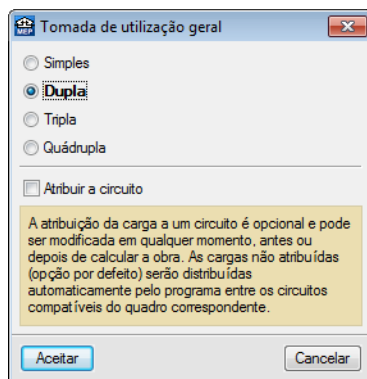 MEP
Tomada de utilização geral
Simples
Dupla
Tripla
Quádrupla
Atribuir a circuito
A atribuição da carga a um circuito é opcional e pode
ser modificada em qualquer momento, antes ou
depois de calcular a obra. As cargas não atribuídas
(opção por defeito) serão distribuídas
automaticamente pelo programa entre os circuitos
compatíveis do quadro correspondente.
Aceitar
Cancelar